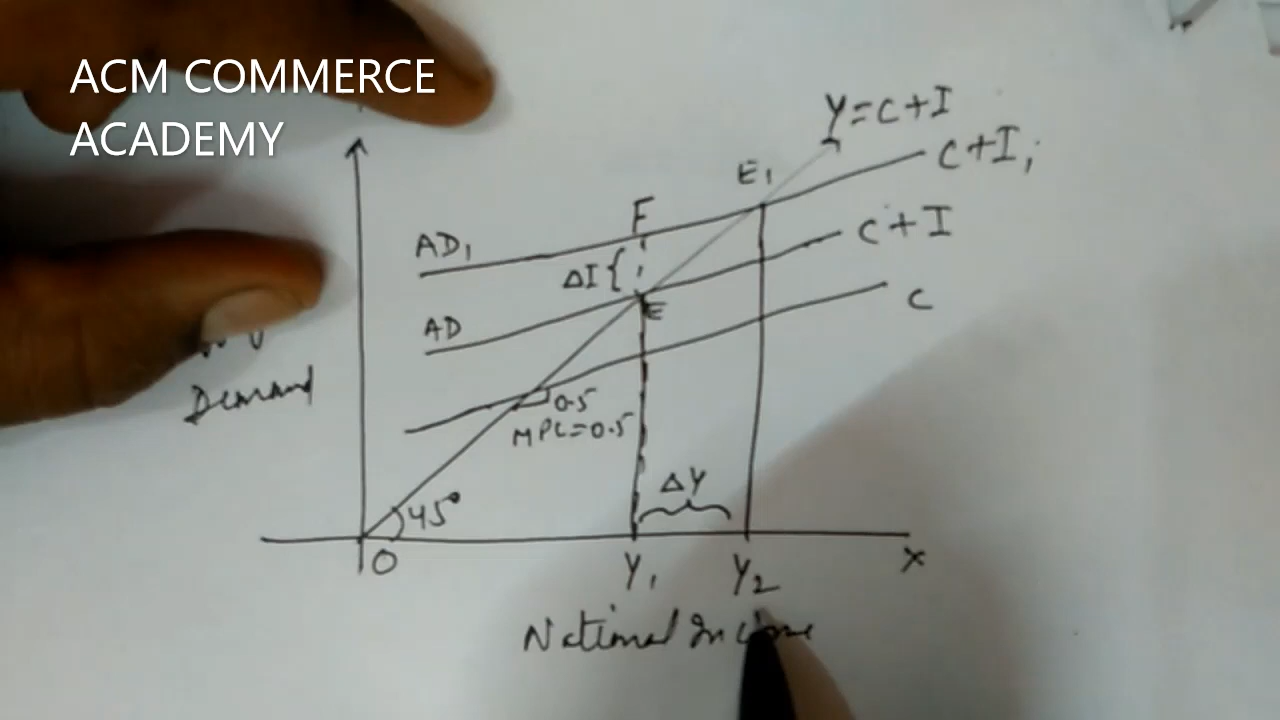 ACM COMMERCE
ACADEMY
Y=C+I
C+I,
E1
F
AD1
C+I
ΔI{
C
AD
E
Demand
0.5
MPC=0.5
ΔY
45°
O
Y1
Y2
X
National Income